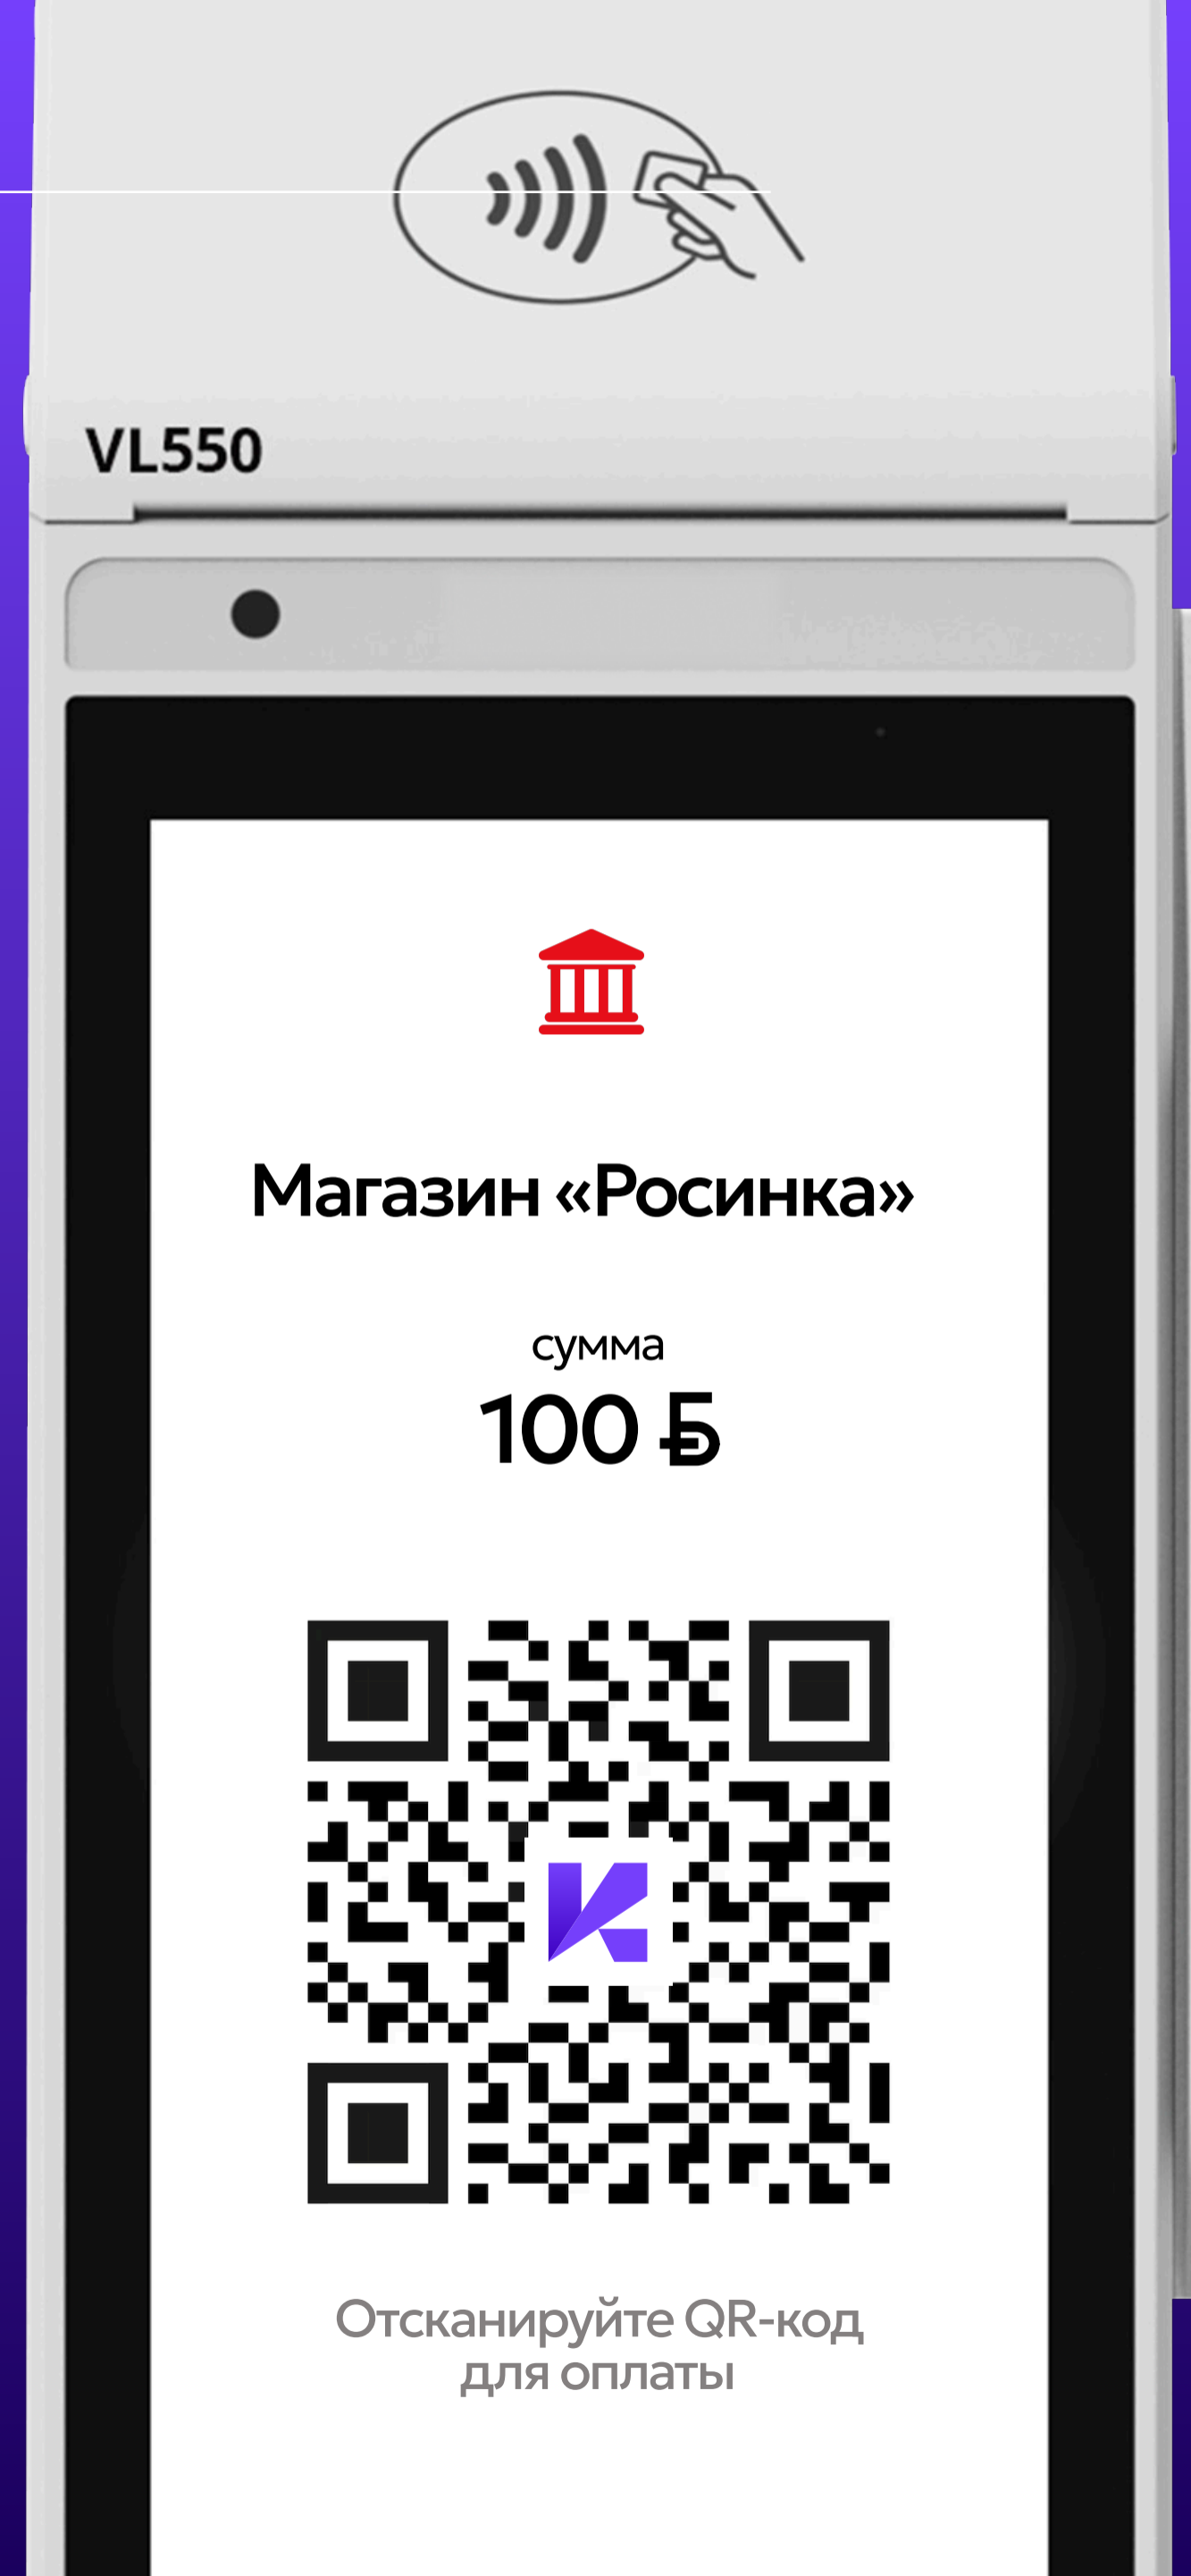 VL550
Магазин «Росинка»
сумма
100 Б
Отсканируйте QR-код
для оплаты